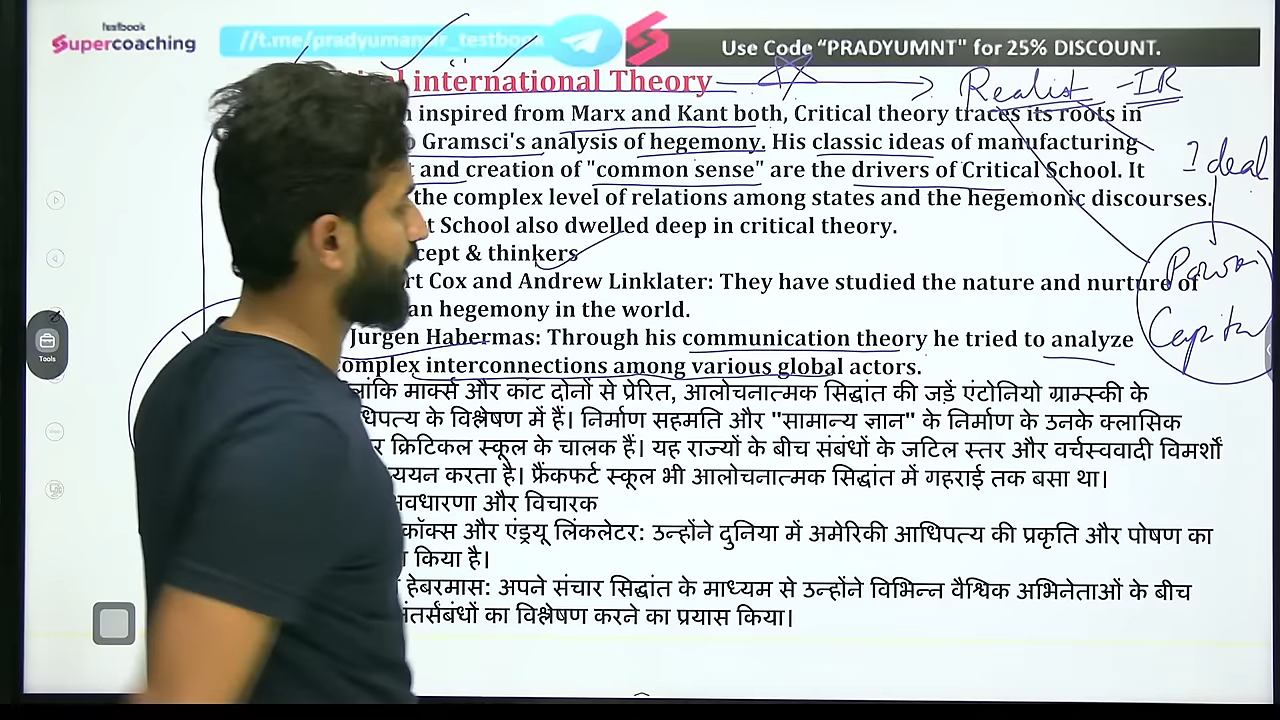 testbook
Supercoaching
//t.me/pradyumanir_testbook
Use Code “PRADYUMNT" for 25% DISCOUNT.
international Theory
Realist - IR
inspired from Marx and Kant both, Critical theory traces its roots in
Gramsci's analysis of hegemony. His classic ideas of manufacturing
Ideal
and creation of "common sense" are the drivers of Critical School. It
the complex level of relations among states and the hegemonic discourses.
School also dwelled deep in critical theory.
cept & thinkers
rt Cox and Andrew Linklater: They have studied the nature and nurture of
an hegemony in the world.
Jurgen Habermas: Through his communication theory he tried to analyze
omplex interconnections among various global actors.
मार्क्स और कांट दोनों से प्रेरित, आलोचनात्मक सिद्धांत की जड़ें एंटोनियो ग्राम्स्की के
धिपत्य के विश्लेषण में हैं। निर्माण सहमति और "सामान्य ज्ञान" के निर्माण के उनके क्लासिक
र क्रिटिकल स्कूल के चालक हैं। यह राज्यों के बीच संबंधों के जटिल स्तर और वर्चस्ववादी विमर्शों
ययन करता है। फ्रैंकफर्ट स्कूल भी आलोचनात्मक सिद्धांत में गहराई तक बसा था।
अवधारणा और विचारक
कॉक्स और एंड्रयू लिंकलेटर: उन्होंने दुनिया में अमेरिकी आधिपत्य की प्रकृति और पोषण का
किया है।
हेबरमास: अपने संचार सिद्धांत के माध्यम से उन्होंने विभिन्न वैश्विक अभिनेताओं के बीच
ंतर्संबंधों का विश्लेषण करने का प्रयास किया।
Tools